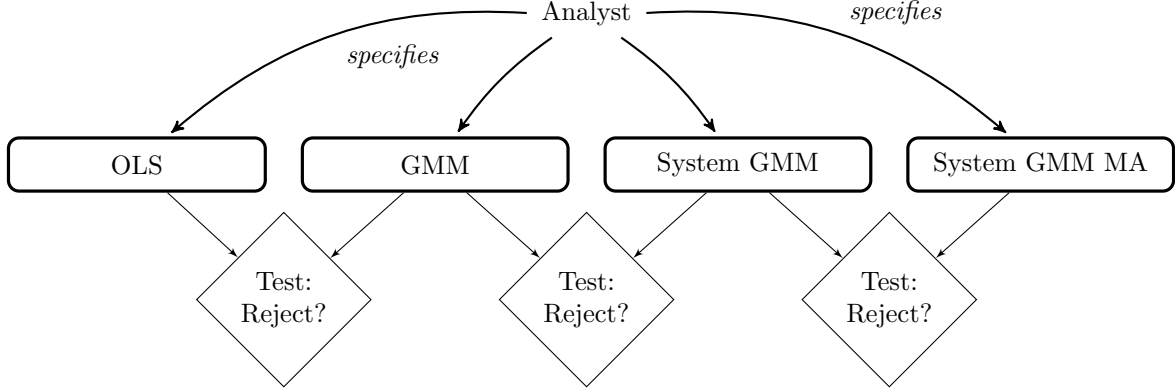 Analyst
specifies
specifies
OLS
GMM
System GMM
System GMM MA
Test:
Reject?
Test:
Reject?
Test:
Reject?